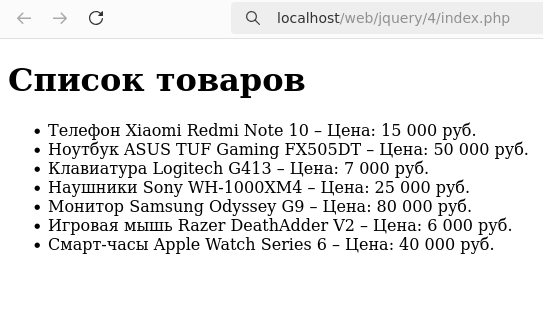 localhost/web/jquery/4/index.php
Список товаров
• Телефон Xiaomi Redmi Note 10 – Цена: 15 000 руб.
• Ноутбук ASUS TUF Gaming FX505DT – Цена: 50 000 руб.
• Клавиатура Logitech G413 – Цена: 7 000 руб.
• Наушники Sony WH-1000XM4 – Цена: 25 000 руб.
• Монитор Samsung Odyssey G9 – Цена: 80 000 руб.
• Игровая мышь Razer DeathAdder V2 – Цена: 6 000 руб.
• Смарт-часы Apple Watch Series 6 – Цена: 40 000 руб.